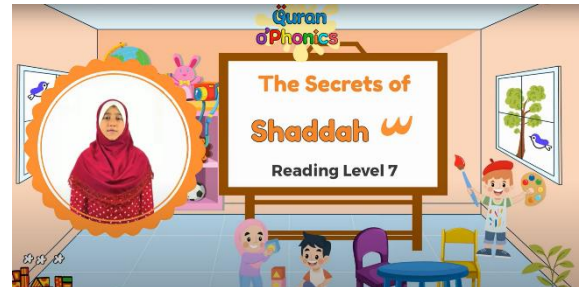 Quran
o'Phonics
The Secrets of
Shaddah ّ
Reading Level 7